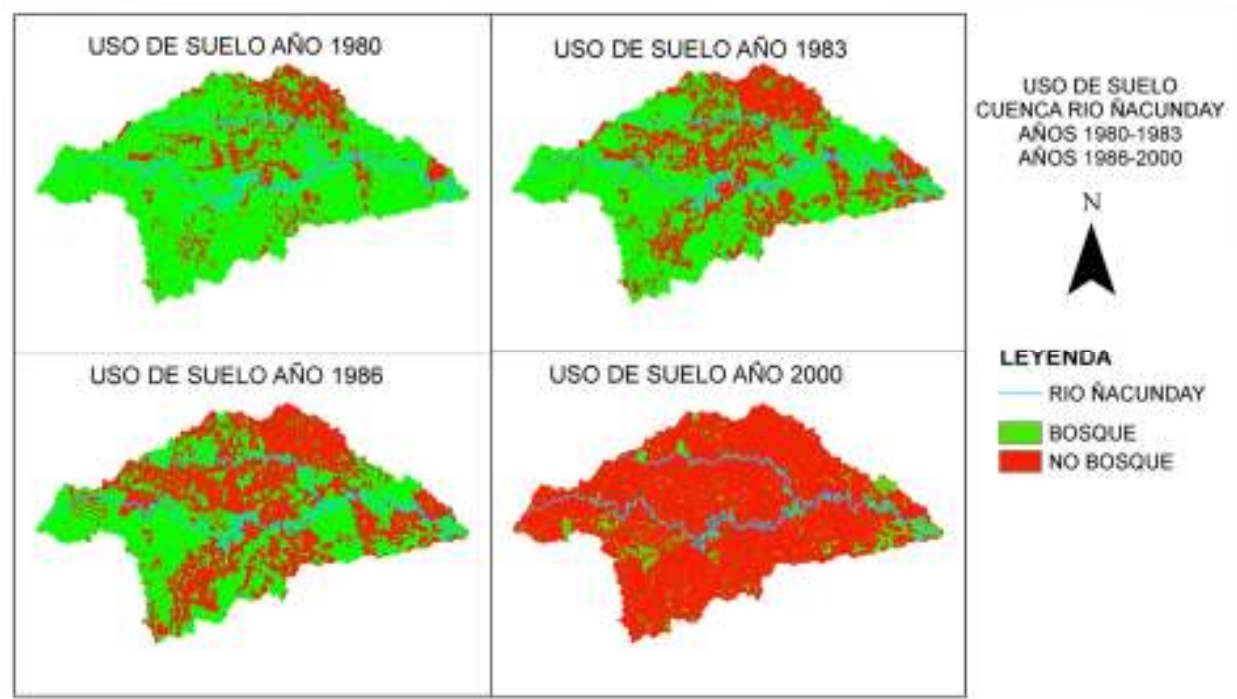 USO DE SUELO AÑO 1980
USO DE SUELO AÑO 1983
USO DE SUELO
CUENCA RIO ÑACUNDAY
AÑOS 1980-1983
AÑOS 1986-2000
N
USO DE SUELO AÑO 1986
USO DE SUELO AÑO 2000
LEYENDA
RIO ÑACUNDAY
BOSQUE
NO BOSQUE